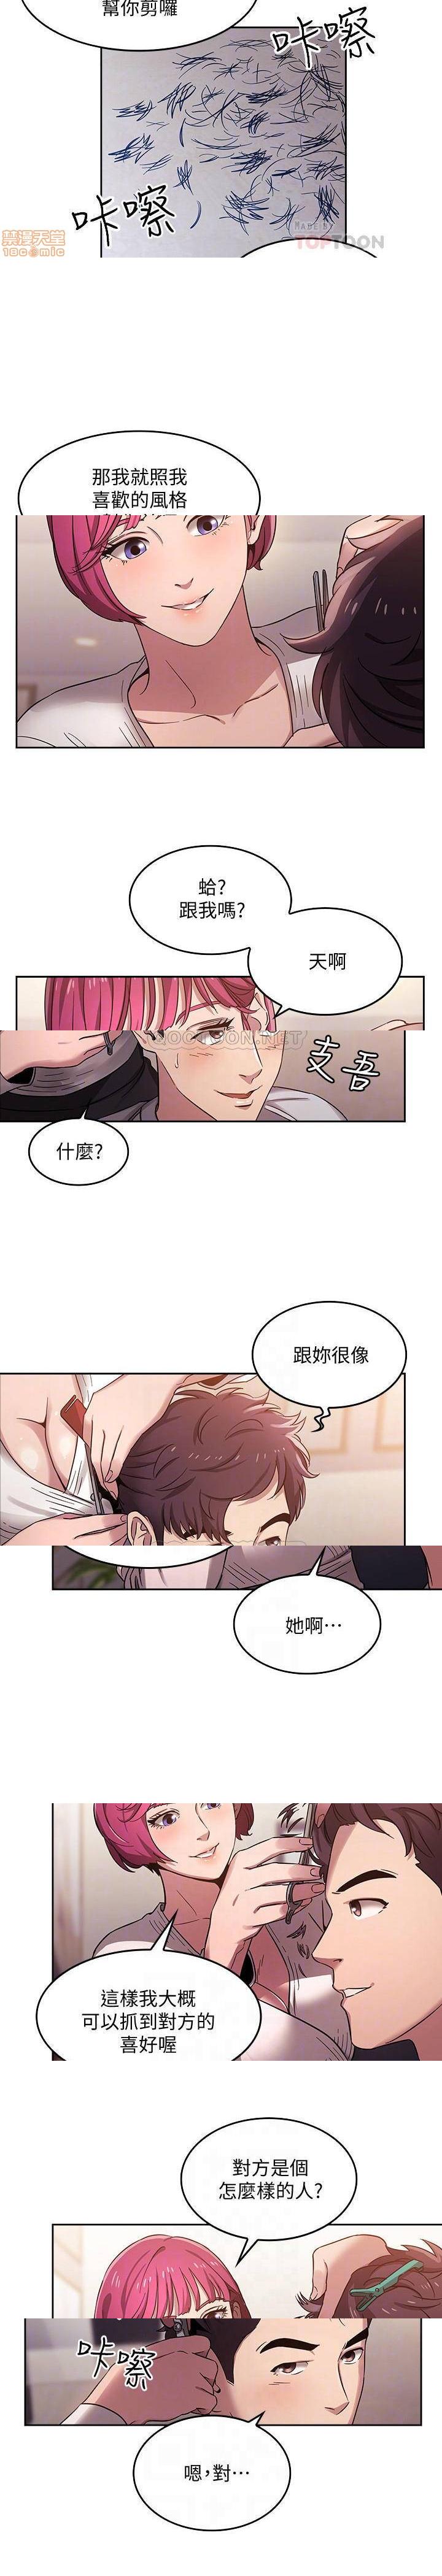 幫你剪囉
咔嚓
咔嚓
禁漫天堂
18comic
MADE BY
TOPTOON
那我就照我
喜歡的風格
蛤?
跟我嗎?
天啊
支吾
什麼?
跟妳很像
她啊…
這樣我大概
可以抓到對方的
喜好喔
對方是個
怎麼樣的人?
咔嚓
嗯,對…